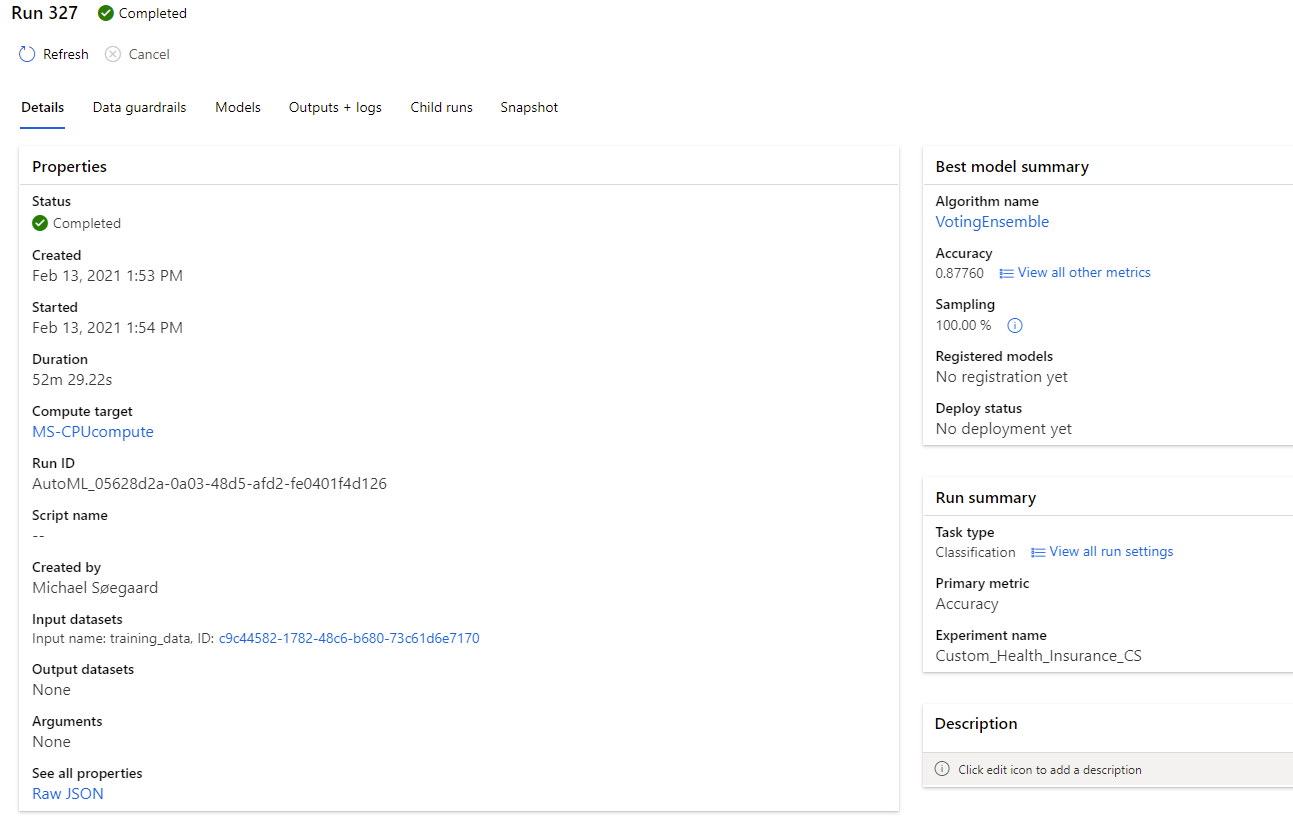 Run 327 Completed
Refresh Cancel
Details Data guardrails Models Outputs + logs Child runs Snapshot
Properties
Status
Completed
Created
Feb 13, 2021 1:53 PM
Started
Feb 13, 2021 1:54 PM
Duration
52m 29.22s
Compute target
MS-CPUcompute
Run ID
AutoML_05628d2a-0a03-48d5-afd2-fe0401f4d126
Script name
--
Created by
Michael Søegaard
Input datasets
Input name: training_data, ID: c9c44582-1782-48c6-b680-73c61d6e7170
Output datasets
None
Arguments
None
See all properties
Raw JSON
Best model summary
Algorithm name
VotingEnsemble
Accuracy
0.87760 View all other metrics
Sampling
100.00 %
Registered models
No registration yet
Deploy status
No deployment yet
Run summary
Task type
Classification View all run settings
Primary metric
Accuracy
Experiment name
Custom_Health_Insurance_CS
Description
Click edit icon to add a description